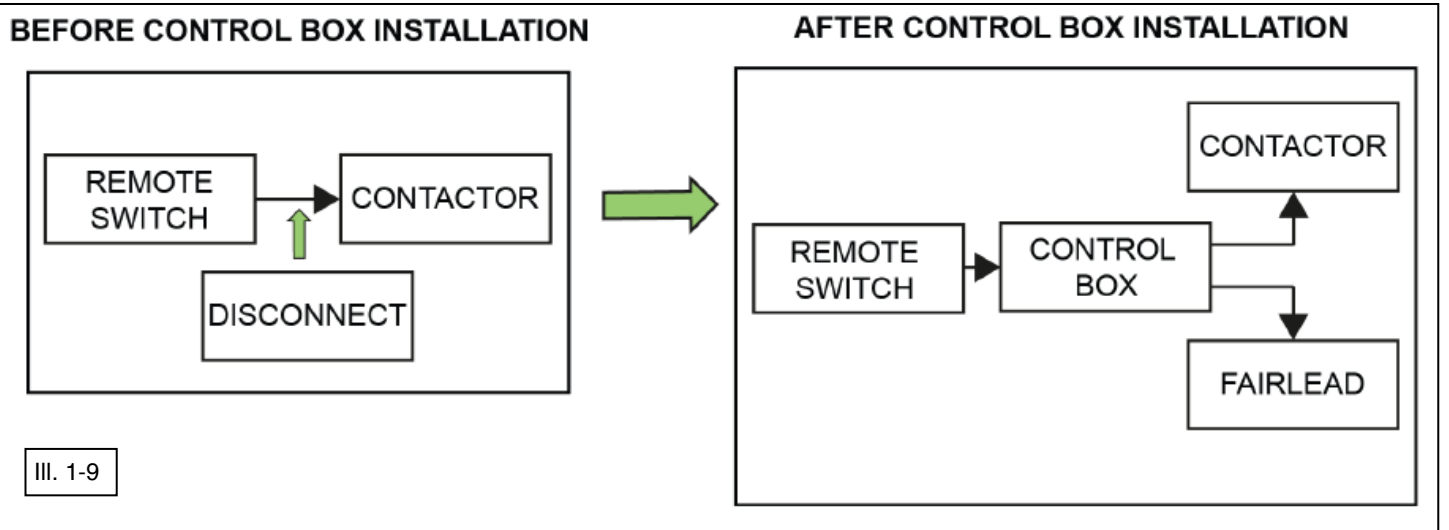 BEFORE CONTROL BOX INSTALLATION
REMOTE
SWITCH
CONTACTOR
DISCONNECT
Ill. 1-9
AFTER CONTROL BOX INSTALLATION
REMOTE
SWITCH
CONTROL
BOX
CONTACTOR
FAIRLEAD